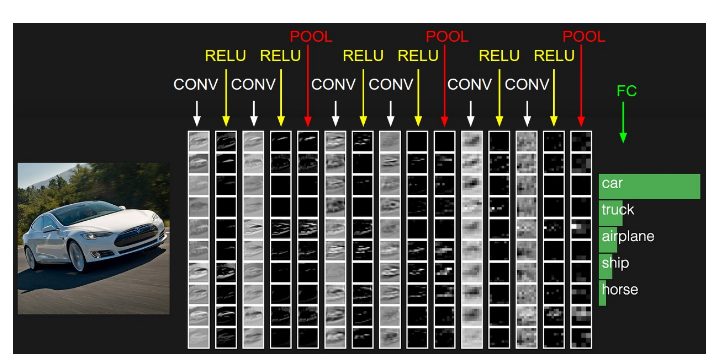 POOL POOL POOL
RELU RELU RELU RELU RELU RELU
CONV CONV CONV CONV CONV CONV
FC
car
truck
airplane
ship
horse